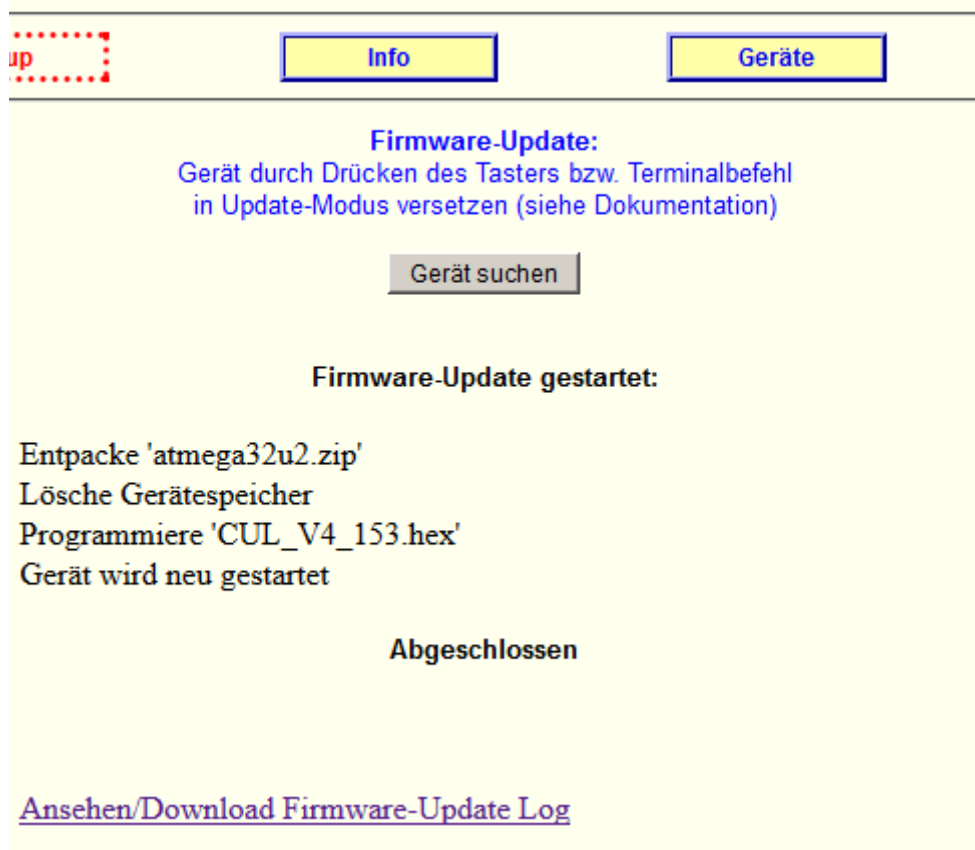 up
Info
Geräte
Firmware-Update:
Gerät durch Drücken des Tasters bzw. Terminalbefehl
in Update-Modus versetzen (siehe Dokumentation)
Gerät suchen
Firmware-Update gestartet:
Entpacke 'atmega32u2.zip'
Lösche Gerätespeicher
Programmiere 'CUL_V4_153.hex'
Gerät wird neu gestartet
Abgeschlossen
Ansehen/Download Firmware-Update Log